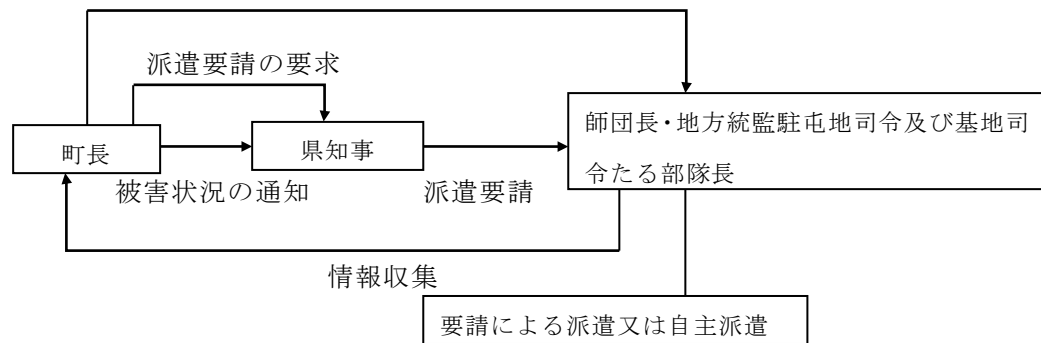 派遣要請の要求
師団長・地方統監駐屯地司令及び基地司
令たる部隊長
町長
県知事
被害状況の通知
派遣要請
情報収集
要請による派遣又は自主派遣